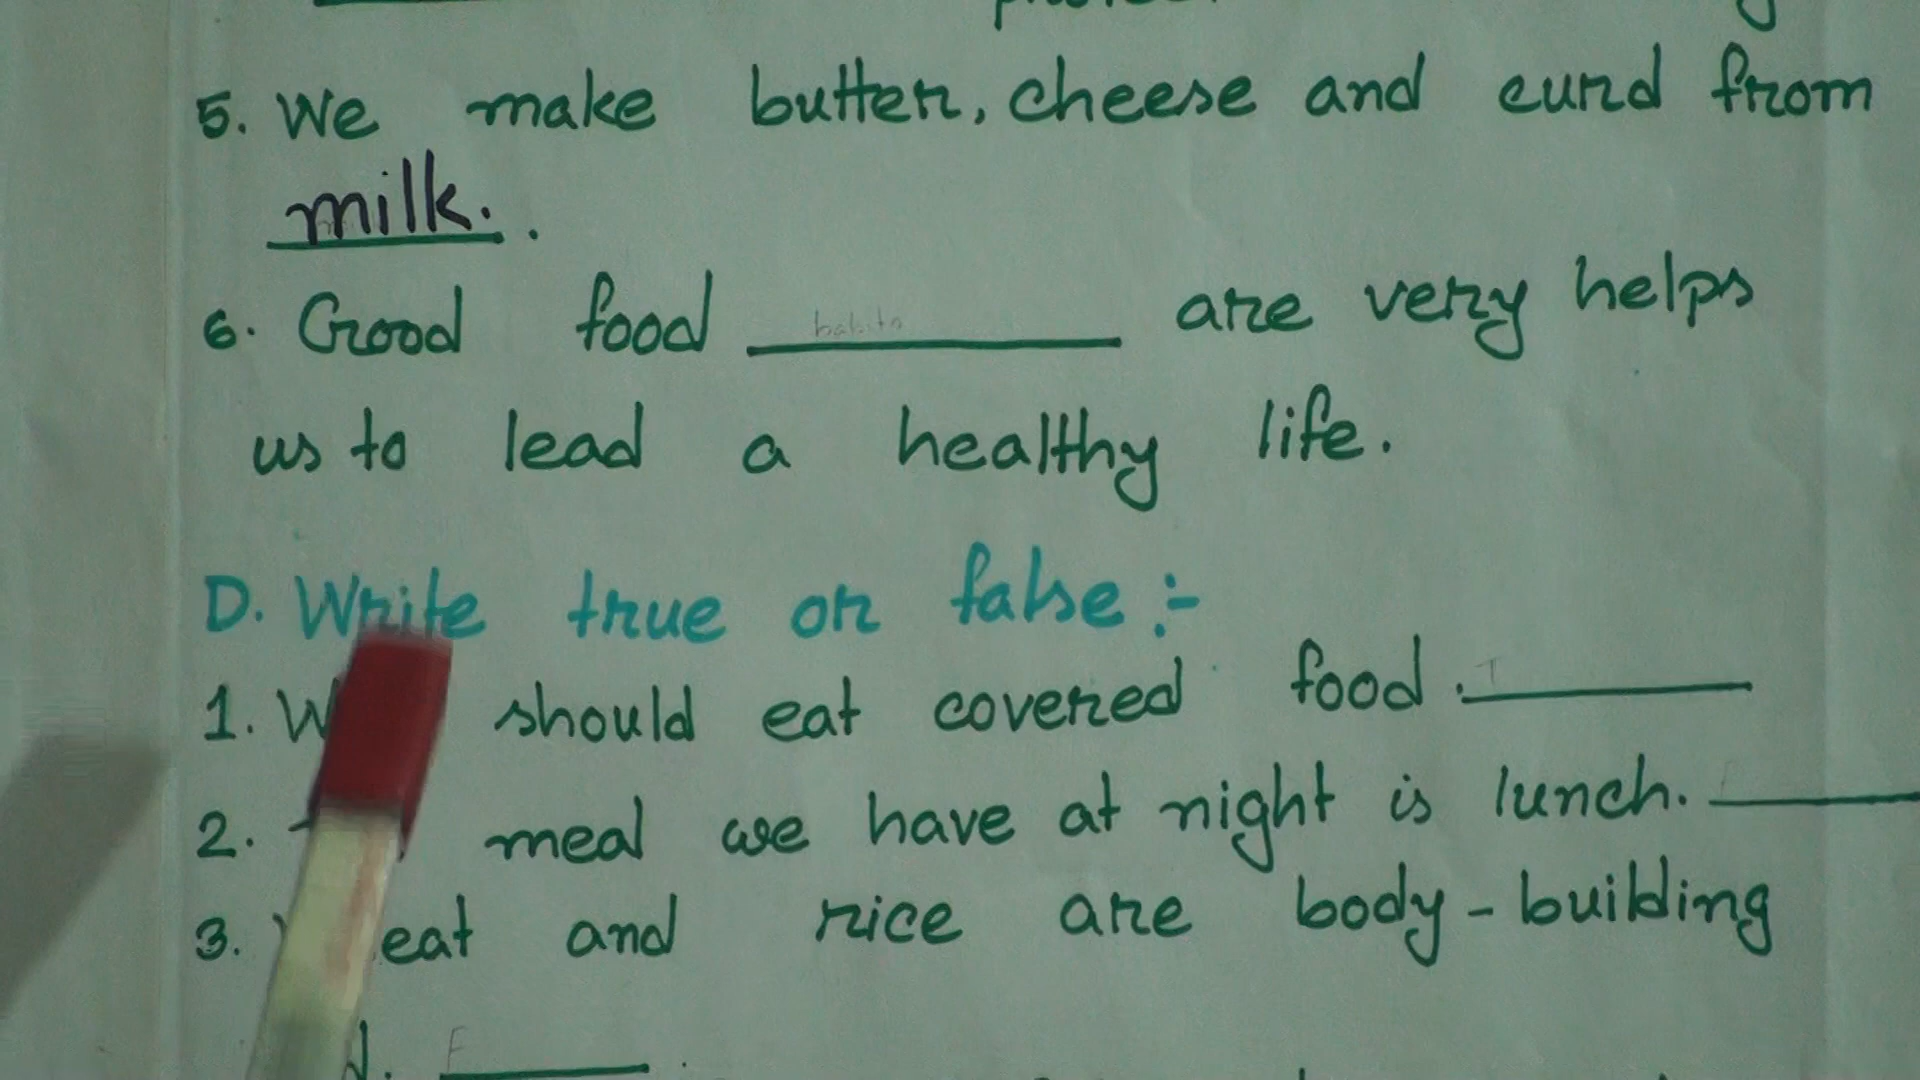 5. We make butter, cheese and curd from
milk. .
6. Good food habits are very helps
us to lead a healthy life.
D. Write true or false :-
1. should eat covered food. T
2. meal we have at night is lunch.
3. eat and rice are body-building
F